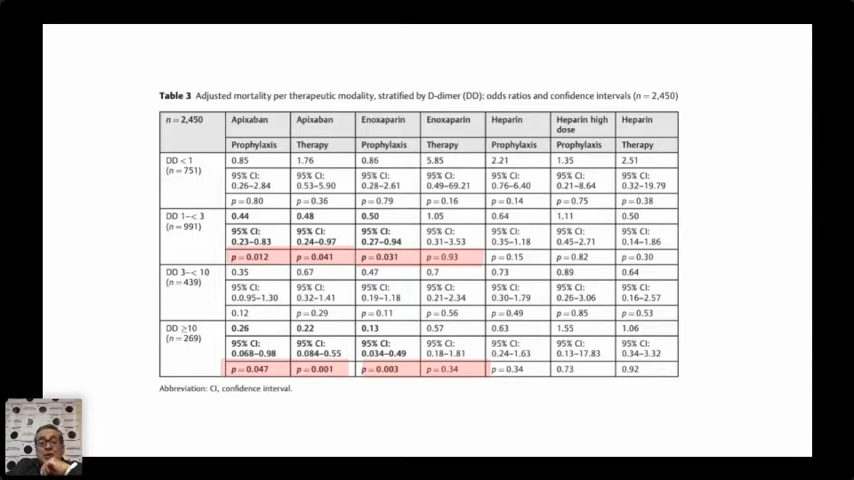 Table 3 Adjusted mortality per therapeutic modality, stratified by D-dimer (DD): odds ratios and confidence intervals (n = 2,450)
n = 2,450 Apixaban Apixaban Enoxaparin Enoxaparin Heparin Heparin high dose Heparin
Prophylaxis Therapy Prophylaxis Therapy Prophylaxis Prophylaxis Therapy
DD < 1 (n = 751) 0.85 1.76 0.86 5.85 2.21 1.35 2.51
95% CI: 0.26–2.84 95% CI: 0.53–5.90 95% CI: 0.28–2.61 95% CI: 0.49–69.21 95% CI: 0.76–6.40 95% CI: 0.21–8.64 95% CI: 0.32–19.79
p = 0.80 p = 0.36 p = 0.79 p = 0.16 p = 0.14 p = 0.75 p = 0.38
DD 1–< 3 (n = 991) 0.44 0.48 0.50 1.05 0.64 1.11 0.50
95% CI: 0.23–0.83 95% CI: 0.24–0.97 95% CI: 0.27–0.94 95% CI: 0.31–3.53 95% CI: 0.35–1.18 95% CI: 0.45–2.71 95% CI: 0.14–1.86
p = 0.012 p = 0.041 p = 0.031 p = 0.93 p = 0.15 p = 0.82 p = 0.30
DD 3–< 10 (n = 439) 0.35 0.67 0.47 0.7 0.73 0.89 0.64
95% CI: 0.0.95–1.30 95% CI: 0.32–1.41 95% CI: 0.19–1.18 95% CI: 0.21–2.34 95% CI: 0.30–1.79 95% CI: 0.26–3.06 95% CI: 0.16–2.57
0.12 p = 0.29 p = 0.11 p = 0.56 p = 0.49 p = 0.85 p = 0.53
DD ≥10 (n = 269) 0.26 0.22 0.13 0.57 0.63 1.55 1.06
95% CI: 0.068–0.98 95% CI: 0.084–0.55 95% CI: 0.034–0.49 95% CI: 0.18–1.81 95% CI: 0.24–1.63 95% CI: 0.13–17.83 95% CI: 0.34–3.32
p = 0.047 p = 0.001 p = 0.003 p = 0.34 p = 0.34 0.73 0.92
Abbreviation: CI, confidence interval.